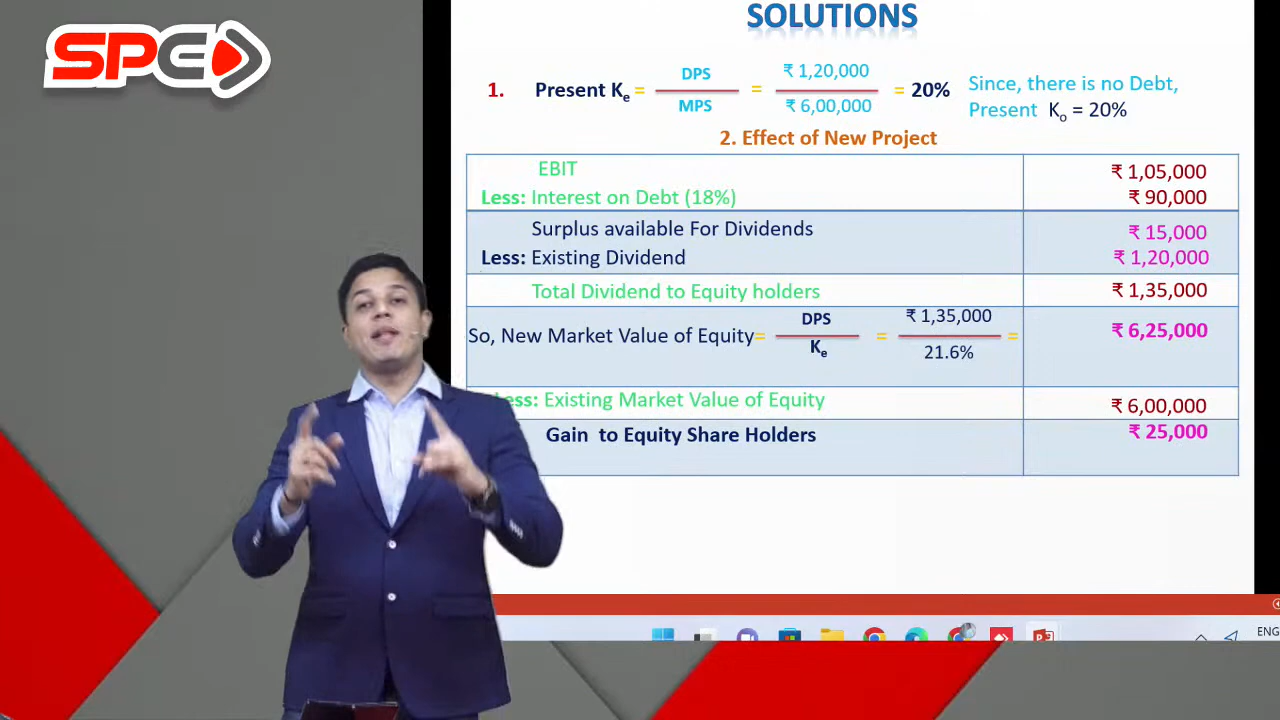 SPE
SOLUTIONS
1. Present Ke = DPS / MPS = ₹ 1,20,000 / ₹ 6,00,000 = 20% Since, there is no Debt,
Present Ko = 20%
2. Effect of New Project
EBIT ₹ 1,05,000
Less: Interest on Debt (18%) ₹ 90,000
Surplus available For Dividends ₹ 15,000
Less: Existing Dividend ₹ 1,20,000
Total Dividend to Equity holders ₹ 1,35,000
So, New Market Value of Equity = DPS / Ke = ₹ 1,35,000 / 21.6% = ₹ 6,25,000
Less: Existing Market Value of Equity ₹ 6,00,000
Gain to Equity Share Holders ₹ 25,000
ENG